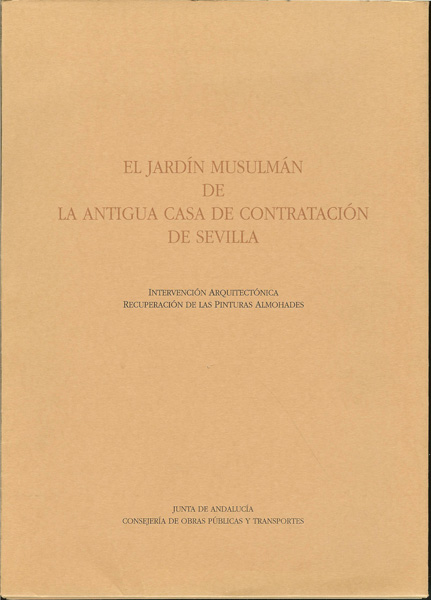 EL JARDÍN MUSULMÁN
DE
LA ANTIGUA CASA DE CONTRATACIÓN
DE SEVILLA
INTERVENCIÓN ARQUITECTÓNICA
RECUPERACIÓN DE LAS PINTURAS ALMOHADES
JUNTA DE ANDALUCÍA
CONSEJERÍA DE OBRAS PÚBLICAS Y TRANSPORTES